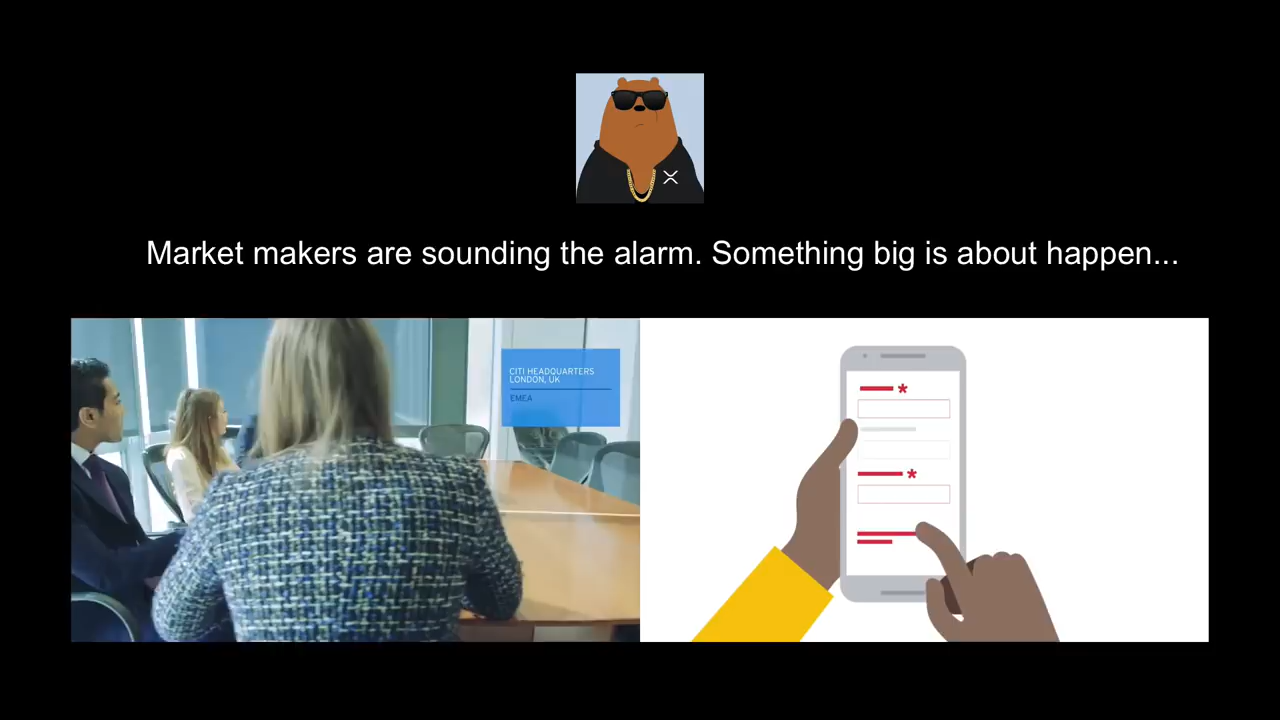 Market makers are sounding the alarm. Something big is about happen...
CITI HEADQUARTERS
LONDON, UK
EMEA
* 
*